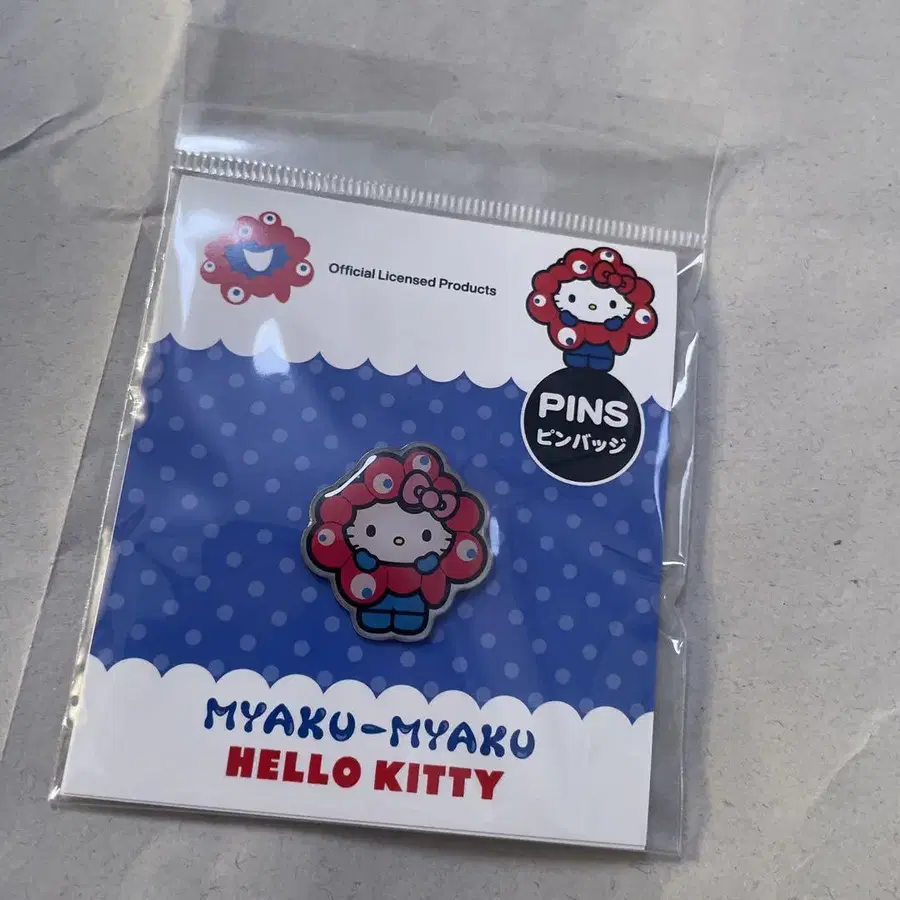 Official Licensed Products
PINS
ピンバッジ
MYAKU-MYAKU
HELLO KITTY